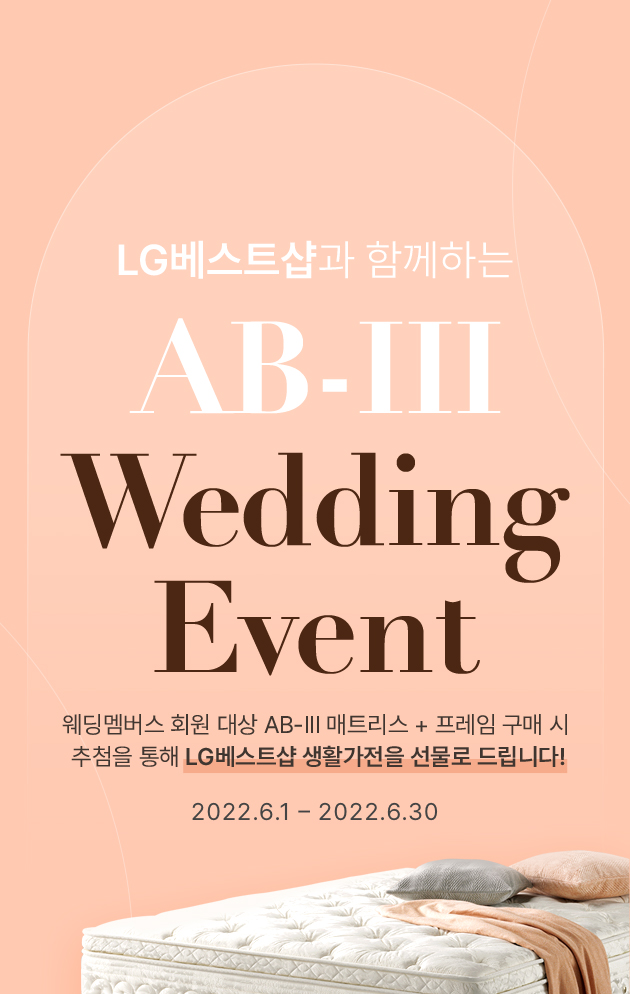 LG베스트샵과 함께하는
AB-III
Wedding
Event
웨딩멤버스 회원 대상 AB-III 매트리스 + 프레임 구매 시
추첨을 통해 LG베스트샵 생활가전을 선물로 드립니다!
2022.6.1 – 2022.6.30